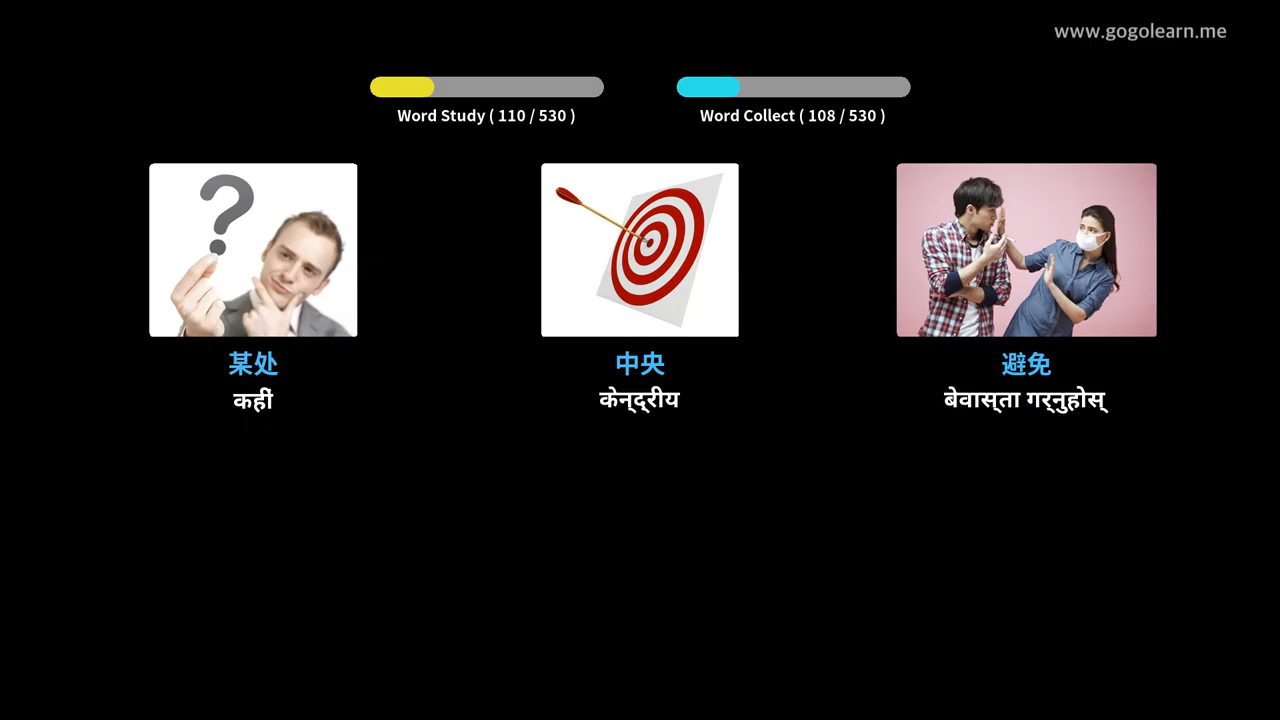 www.gogolearn.me
Word Study ( 110 / 530 )
Word Collect ( 108 / 530 )
某处
中央
避免
कहीं
केन्द्रीय
बेवास्ता गर्नुहोस्